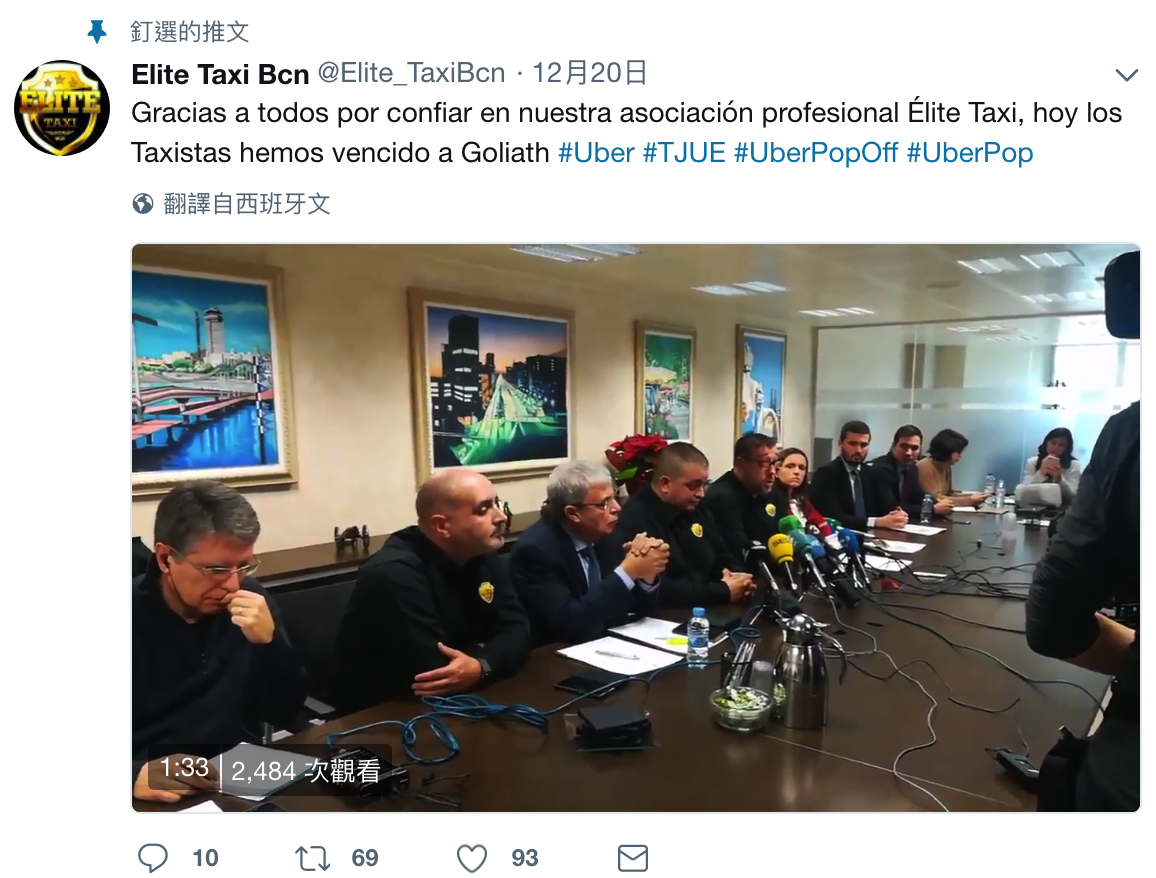 釘選的推文
Elite Taxi Bcn @Elite_TaxiBcn · 12月20日
Gracias a todos por confiar en nuestra asociación profesional Élite Taxi, hoy los
Taxistas hemos vencido a Goliath #Uber #TJUE #UberPopOff #UberPop
翻譯自西班牙文
ELITE
TAXI
1:33 2,484 次觀看
10 69 93